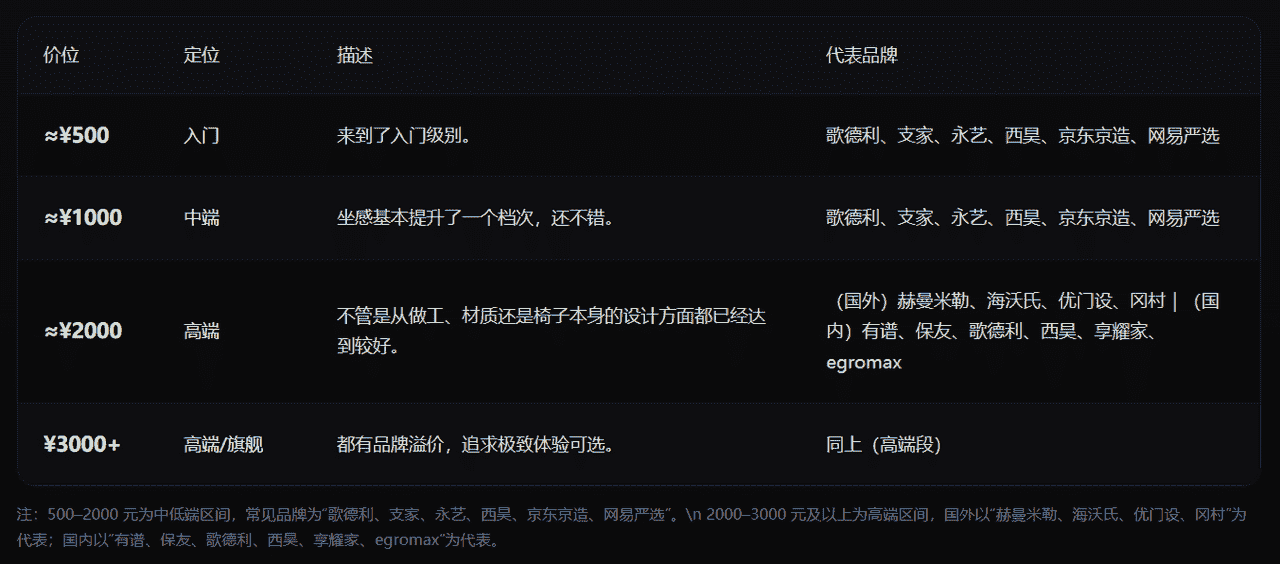 价位 定位 描述 代表品牌
≈¥500 入门 来到了入门级别。 歌德利、支家、永艺、西昊、京东京造、网易严选
≈¥1000 中端 坐感基本提升了一个档次，还不错。 歌德利、支家、永艺、西昊、京东京造、网易严选
≈¥2000 高端 不管是从做工、材质还是椅子本身的设计方面都已经达
到较好。
（国外）赫曼米勒、海沃氏、优门设、冈村 | （国
内）有谱、保友、歌德利、西昊、享耀家、
egromax
¥3000+ 高端/旗舰 都有品牌溢价，追求极致体验可选。 同上（高端段）
注：500–2000 元为中低端区间，常见品牌为“歌德利、支家、永艺、西昊、京东京造、网易严选”。\n 2000–3000 元及以上为高端区间，国外以“赫曼米勒、海沃氏、优门设、冈村”为
代表；国内以“有谱、保友、歌德利、西昊、享耀家、egromax”为代表。